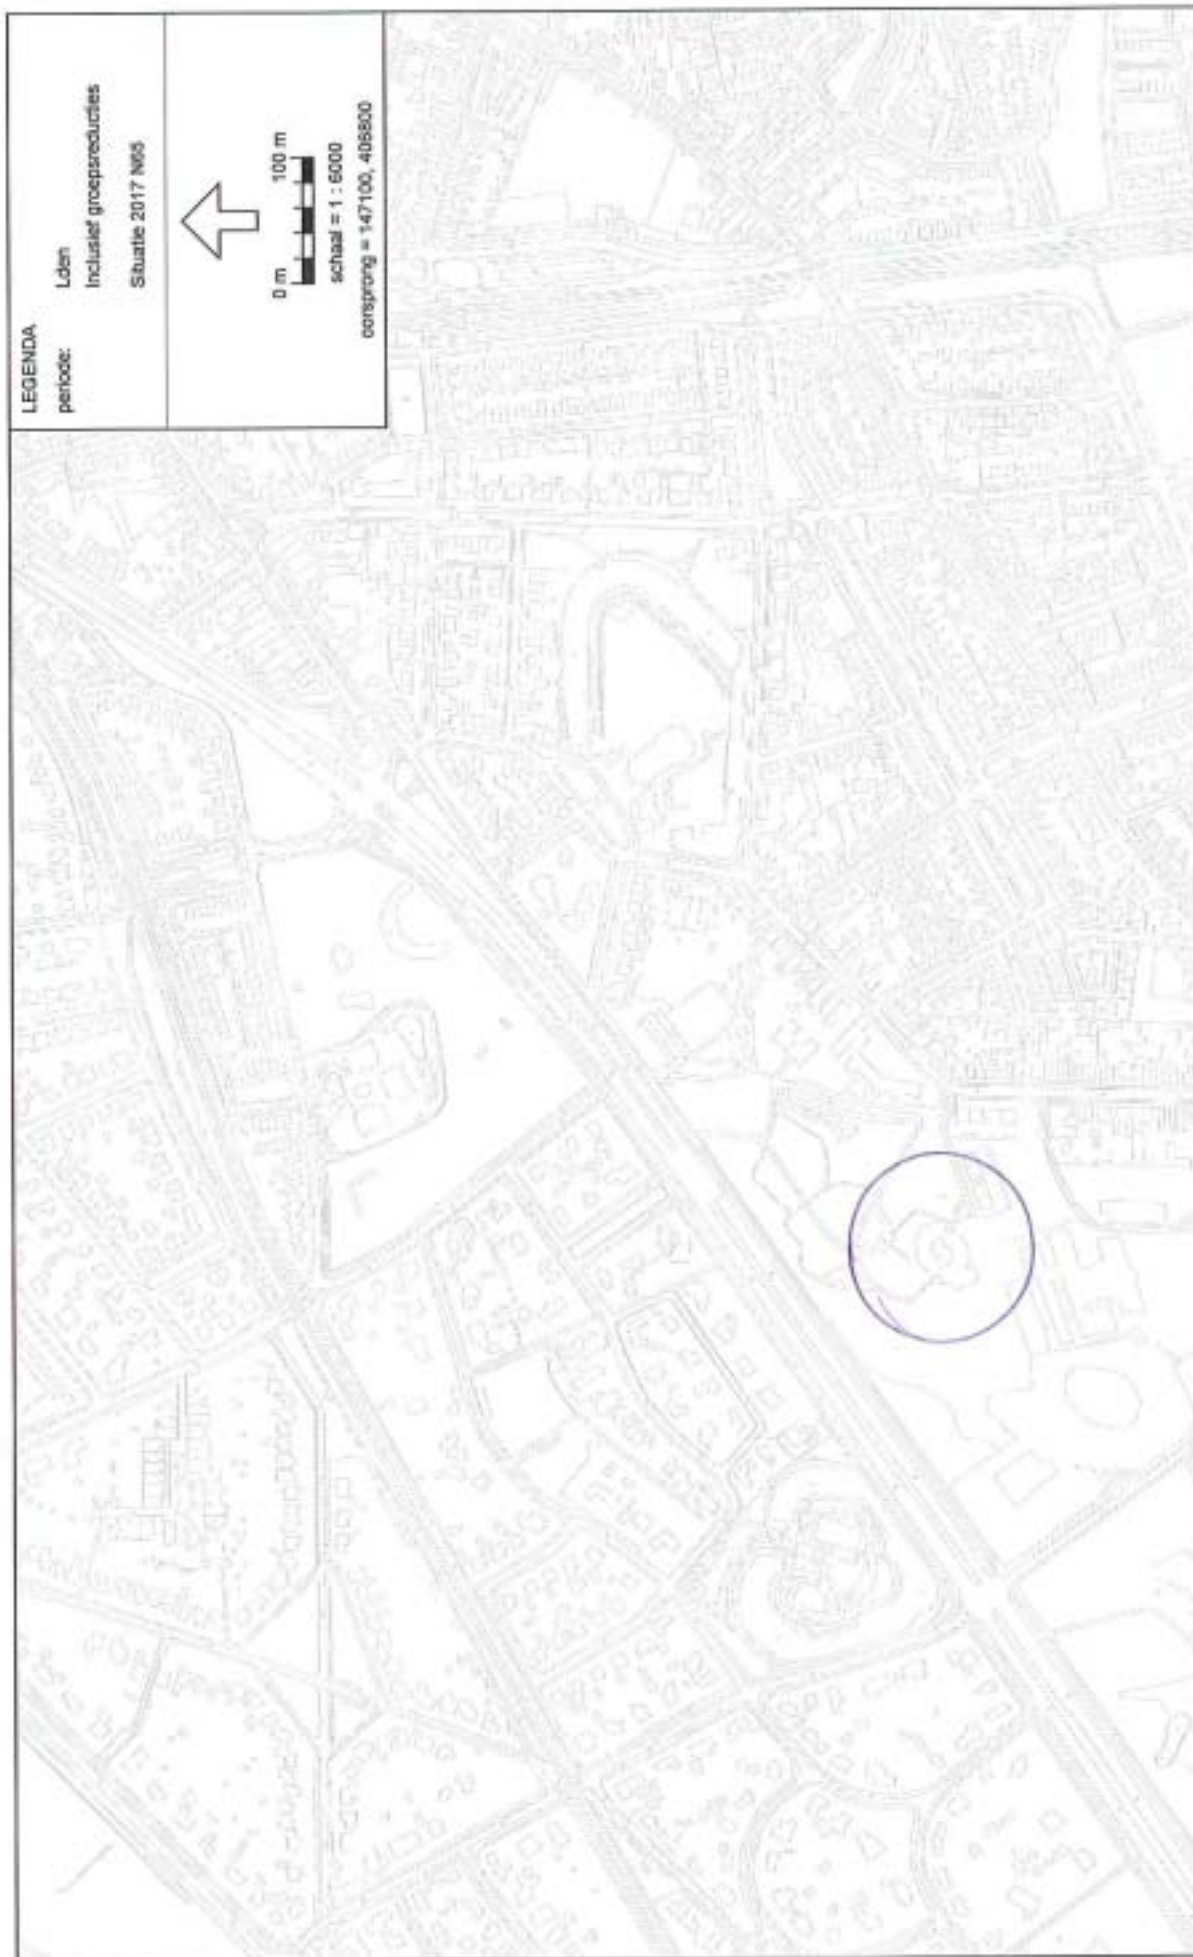 LEGENDA
periode: Lden
Inclusief groepsreducties
Situatie 2017 N65
0 m 100 m
schaal = 1 : 6000
oorsprong = 147100, 406800